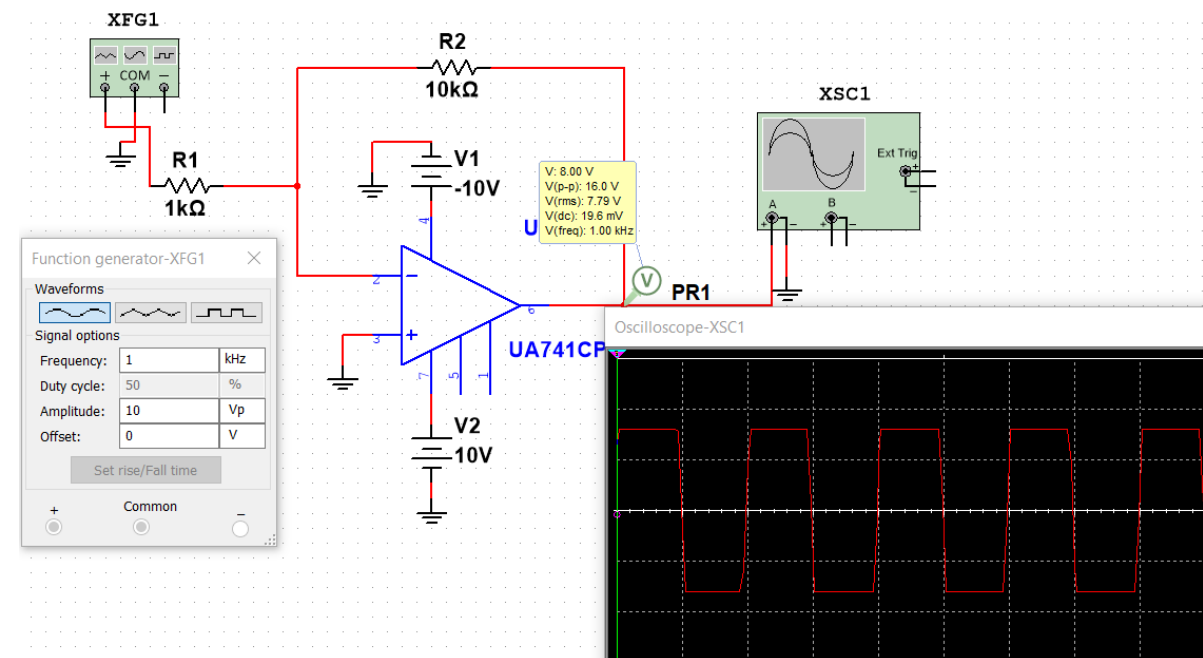 XFG1
+ COM −
R2
10kΩ
XSC1
Ext Trig
+
−
A
B
+ −
+ −
R1
1kΩ
V1
-10V
V: 8.00 V
V(p-p): 16.0 V
V(rms): 7.79 V
V(dc): 19.6 mV
V(freq): 1.00 kHz
U
4
2
3
6
7
5
1
−
+
V
PR1
UA741CP
V2
10V
Function generator-XFG1
Waveforms
Signal options
Frequency: 1 kHz
Duty cycle: 50 %
Amplitude: 10 Vp
Offset: 0 V
Set rise/Fall time
+ Common −
Oscilloscope-XSC1